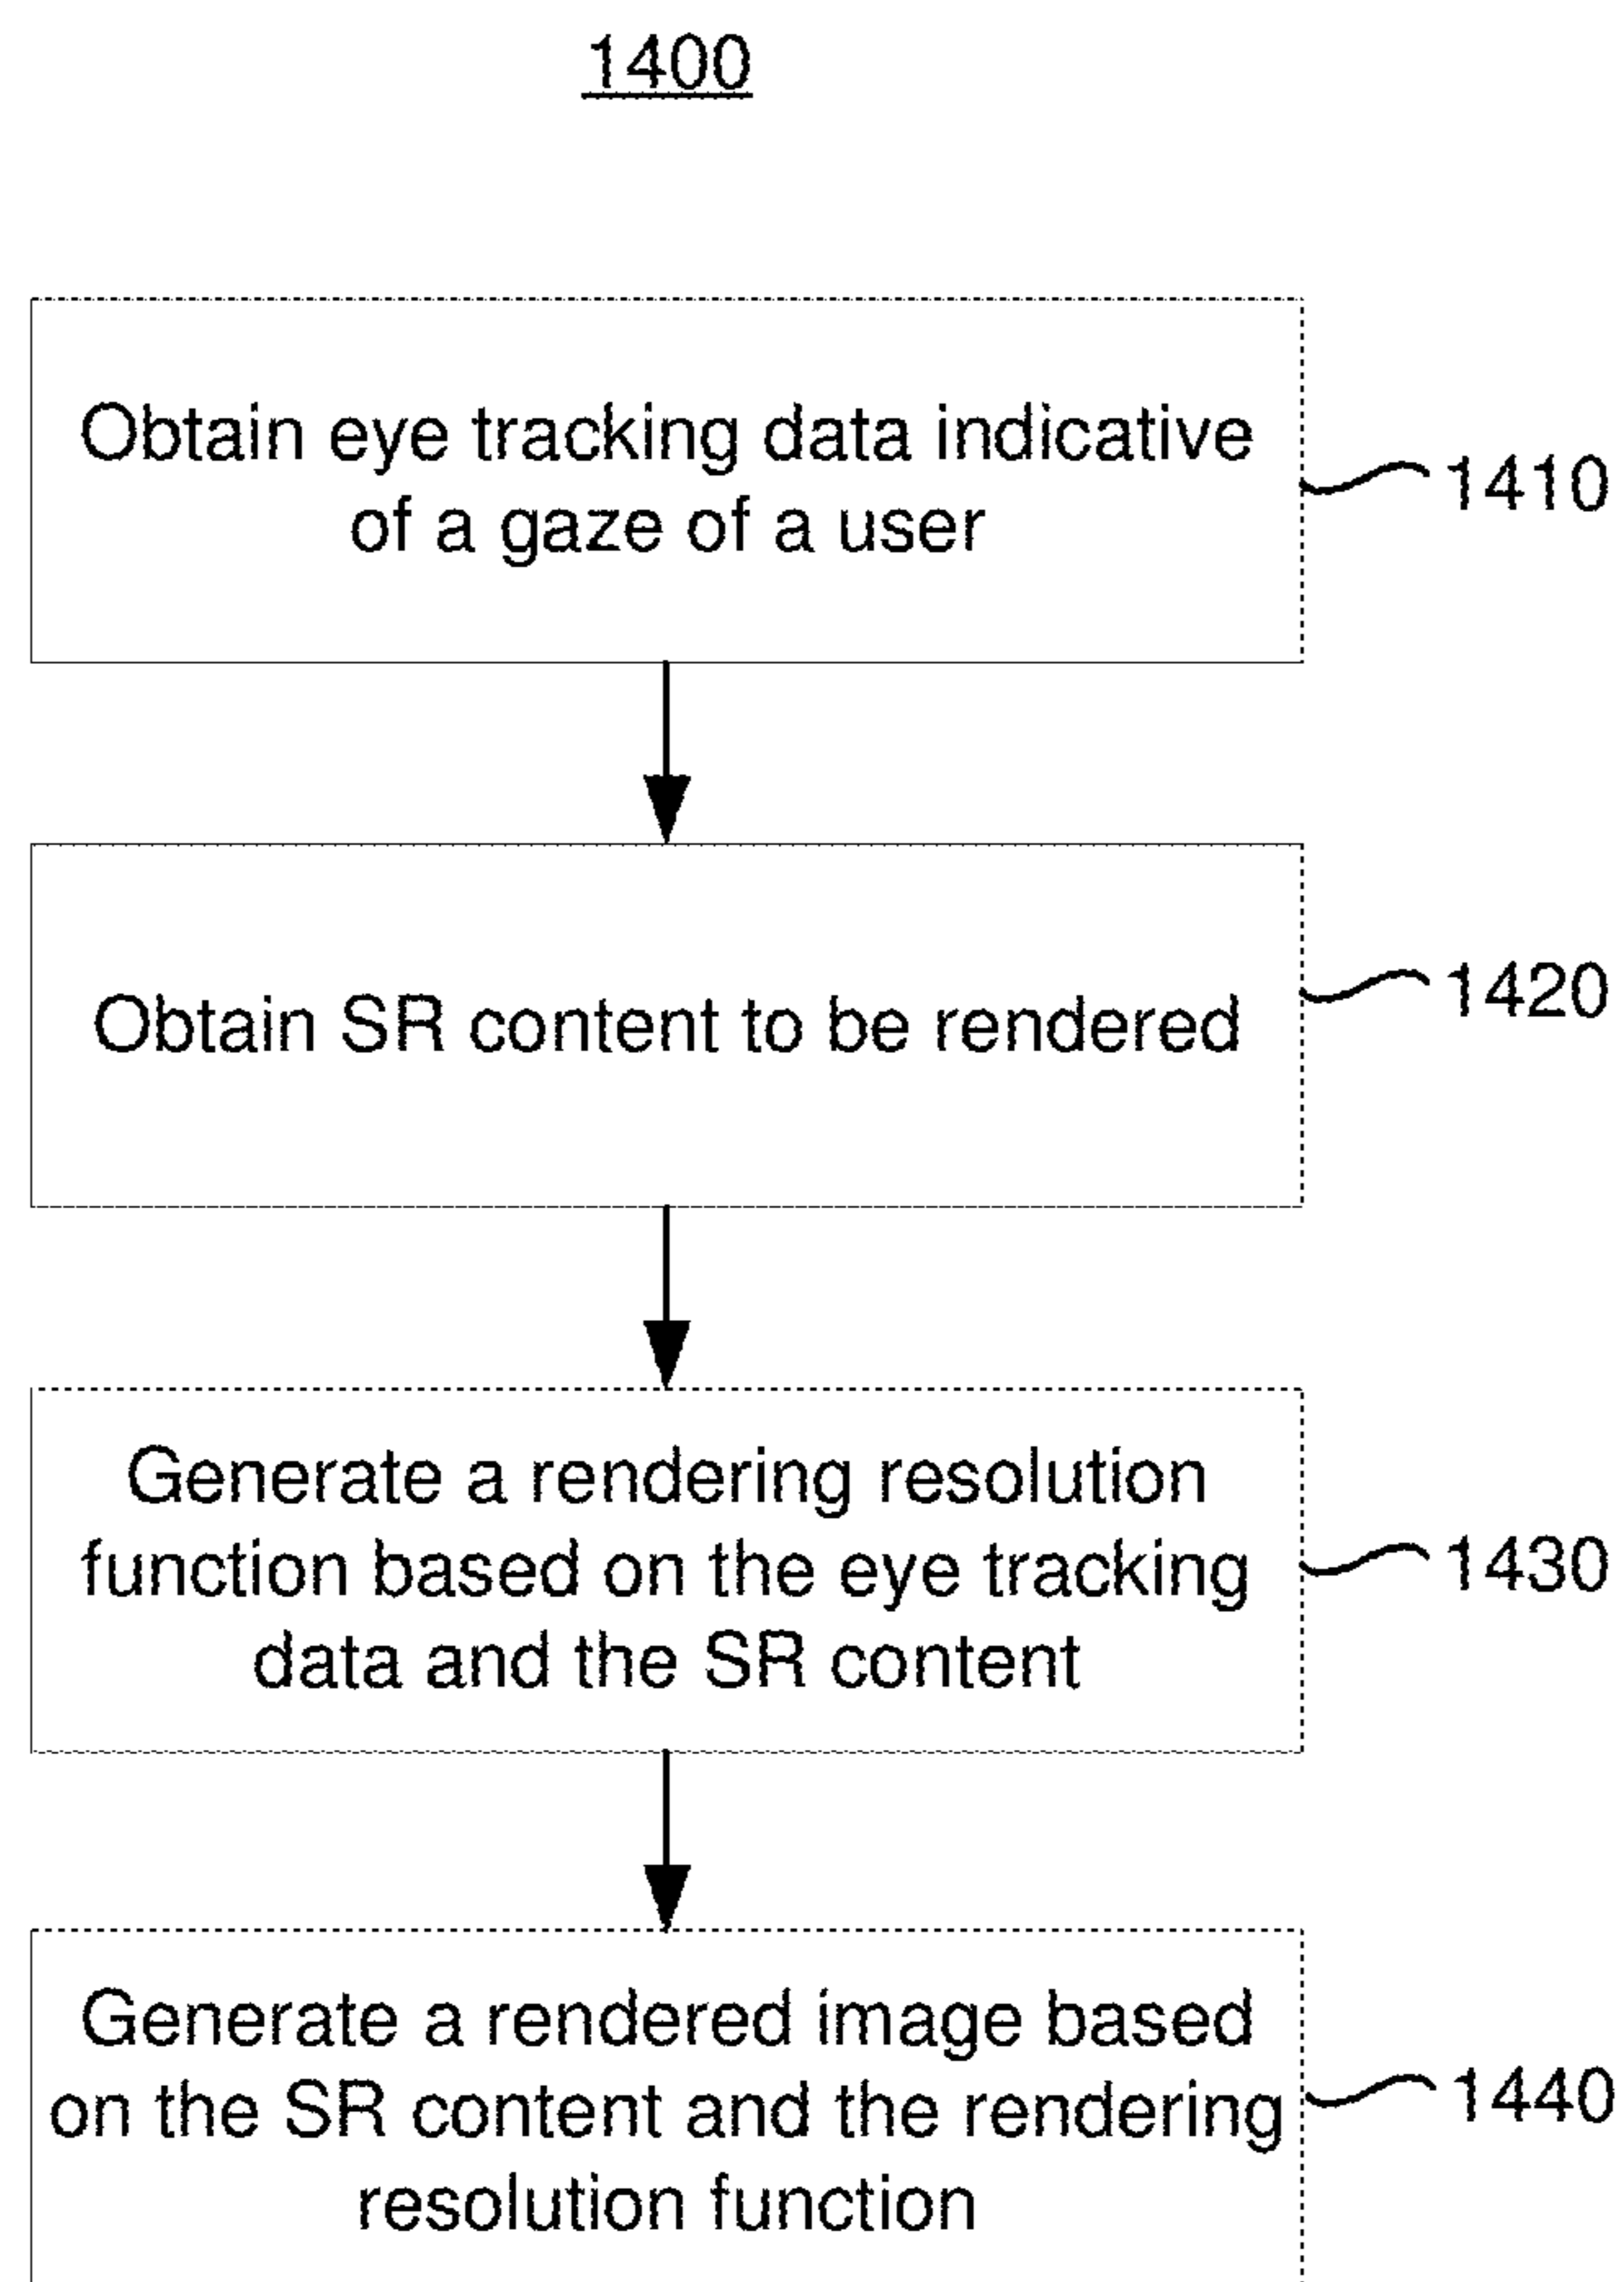 1400
Obtain eye tracking data indicative
of a gaze of a user
1410
Obtain SR content to be rendered
1420
Generate a rendering resolution
function based on the eye tracking
data and the SR content
1430
Generate a rendered image based
on the SR content and the rendering
resolution function
1440